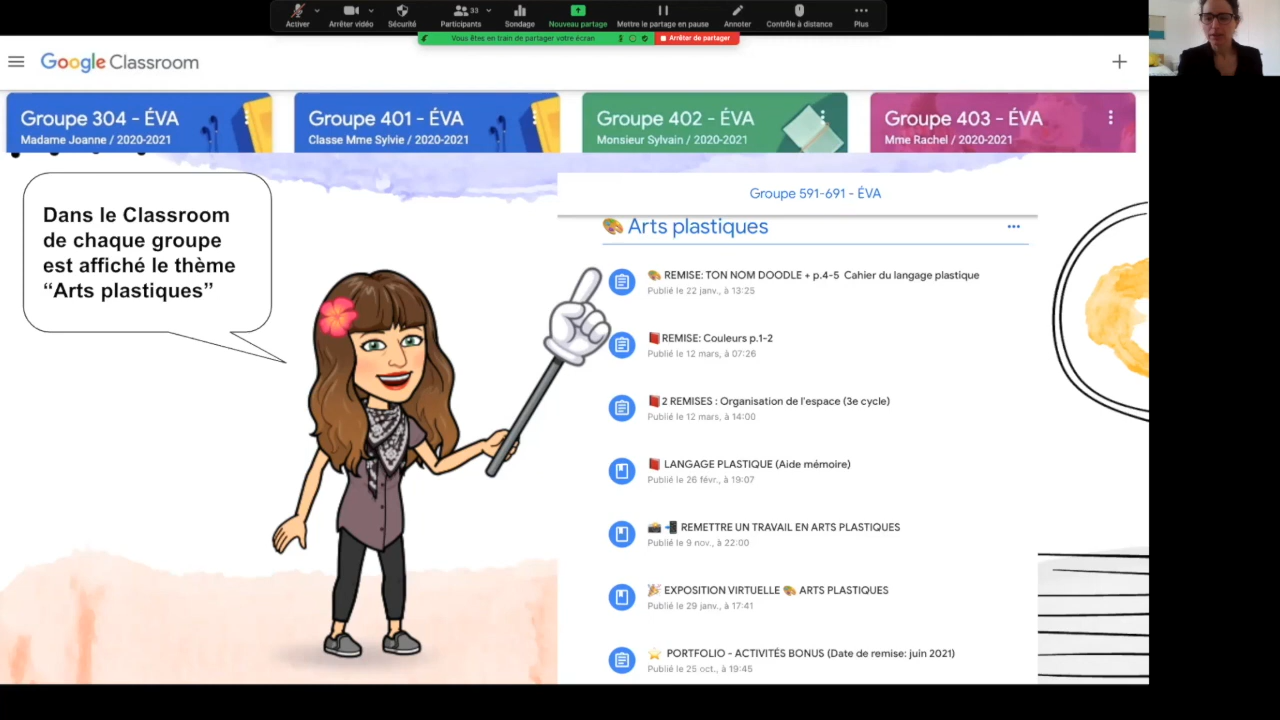 Activer
Arrêter vidéo
Sécurité
Participants
33
Sondage
Nouveau partage
Mettre le partage en pause
Annoter
Contrôle à distance
Plus
Vous êtes en train de partager votre écran
Arrêter de partager
Google Classroom
Groupe 304 - ÉVA
Madame Joanne / 2020-2021
Groupe 401 - ÉVA
Classe Mme Sylvie / 2020-2021
Groupe 402 - ÉVA
Monsieur Sylvain / 2020-2021
Groupe 403 - ÉVA
Mme Rachel / 2020-2021
Dans le Classroom
de chaque groupe
est affiché le thème
“Arts plastiques”
Groupe 591-691 - ÉVA
🎨 Arts plastiques
🎨 REMISE: TON NOM DOODLE + p.4-5 Cahier du langage plastique
Publié le 22 janv., à 13:25
📕REMISE: Couleurs p.1-2
Publié le 12 mars, à 07:26
📕2 REMISES : Organisation de l'espace (3e cycle)
Publié le 12 mars, à 14:00
📕 LANGAGE PLASTIQUE (Aide mémoire)
Publié le 26 févr., à 19:07
📸 📲 REMETTRE UN TRAVAIL EN ARTS PLASTIQUES
Publié le 9 nov., à 22:00
🎉 EXPOSITION VIRTUELLE 🎨 ARTS PLASTIQUES
Publié le 29 janv., à 17:41
⭐ PORTFOLIO - ACTIVITÉS BONUS (Date de remise: juin 2021)
Publié le 25 oct., à 19:45